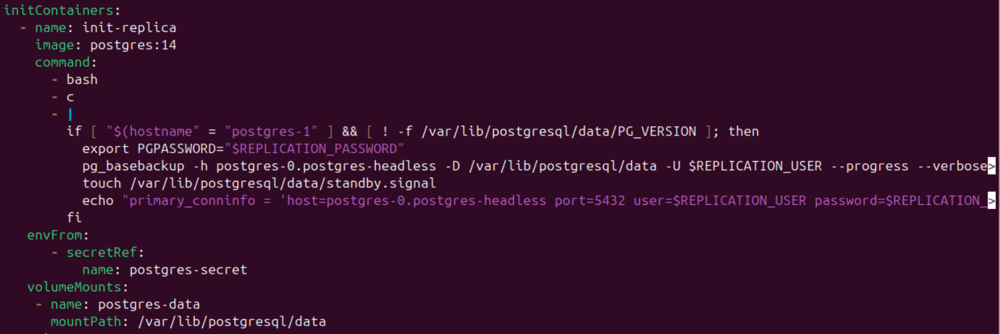 initContainers:
  - name: init-replica
    image: postgres:14
    command:
      - bash
      - c
      - |
        if [ "$(hostname" = "postgres-1" ] && [ ! -f /var/lib/postgresql/data/PG_VERSION ]; then
          export PGPASSWORD="$REPLICATION_PASSWORD"
          pg_basebackup -h postgres-0.postgres-headless -D /var/lib/postgresql/data -U $REPLICATION_USER --progress --verbose>
          touch /var/lib/postgresql/data/standby.signal
          echo "primary_conninfo = 'host=postgres-0.postgres-headless port=5432 user=$REPLICATION_USER password=$REPLICATION_>
        fi
   envFrom:
      - secretRef:
          name: postgres-secret
   volumeMounts:
    - name: postgres-data
      mountPath: /var/lib/postgresql/data